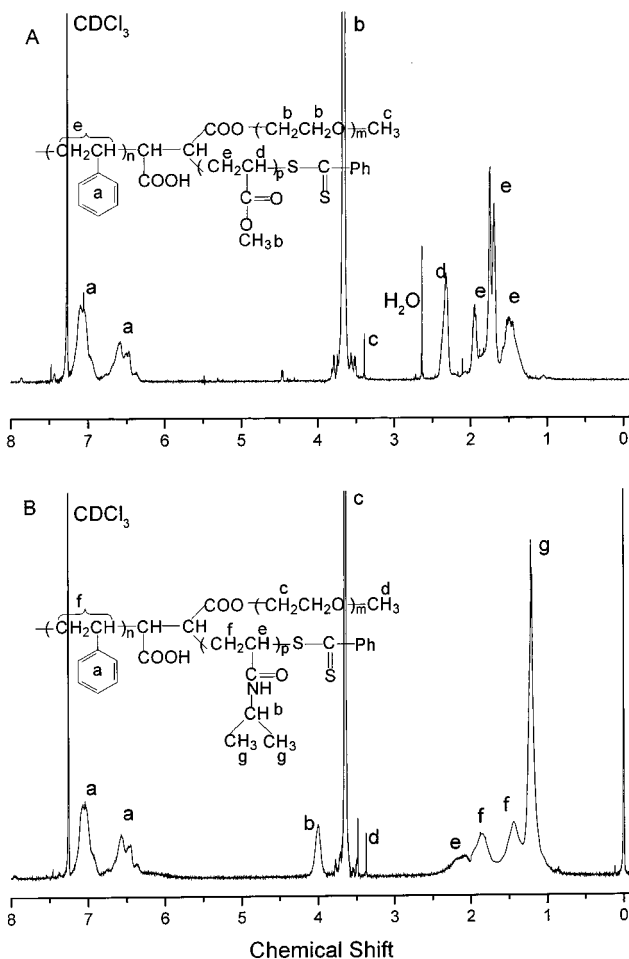 A
CDCl3
b
b b c
COO (CH2CH2O)m CH3
e
e d
(CH2CH)n CH CH (CH2CH)p S C Ph
COOH
S
a
C=O
O
CH3 b
a
a
c
H2O
d
e
e
e
8 7 6 5 4 3 2 1 0
B
CDCl3
c
c d
COO (CH2CH2O)m CH3
f
f e
(CH2CH)n CH CH (CH2CH)p S C Ph
COOH
S
a
C=O
NH
CH b
CH3 CH3
g g
g
a
a
b
d
e
f
f
8 7 6 5 4 3 2 1 0
Chemical Shift